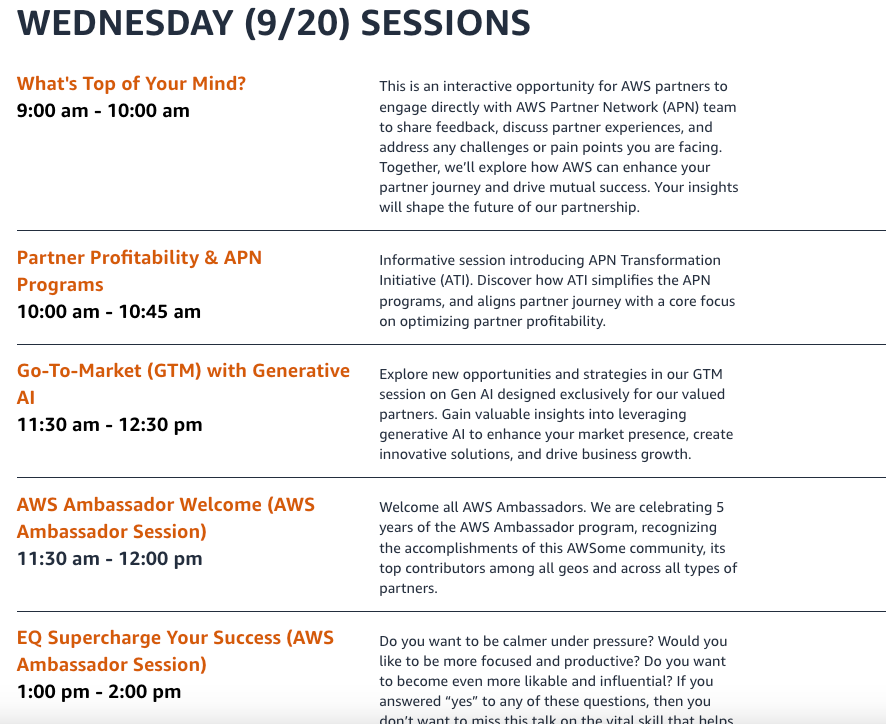 WEDNESDAY (9/20) SESSIONS
What's Top of Your Mind?
9:00 am - 10:00 am
This is an interactive opportunity for AWS partners to
engage directly with AWS Partner Network (APN) team
to share feedback, discuss partner experiences, and
address any challenges or pain points you are facing.
Together, we’ll explore how AWS can enhance your
partner journey and drive mutual success. Your insights
will shape the future of our partnership.
Partner Profitability & APN
Programs
10:00 am - 10:45 am
Informative session introducing APN Transformation
Initiative (ATI). Discover how ATI simplifies the APN
programs, and aligns partner journey with a core focus
on optimizing partner profitability.
Go-To-Market (GTM) with Generative
AI
11:30 am - 12:30 pm
Explore new opportunities and strategies in our GTM
session on Gen AI designed exclusively for our valued
partners. Gain valuable insights into leveraging
generative AI to enhance your market presence, create
innovative solutions, and drive business growth.
AWS Ambassador Welcome (AWS
Ambassador Session)
11:30 am - 12:00 pm
Welcome all AWS Ambassadors. We are celebrating 5
years of the AWS Ambassador program, recognizing
the accomplishments of this AWSome community, its
top contributors among all geos and across all types of
partners.
EQ Supercharge Your Success (AWS
Ambassador Session)
1:00 pm - 2:00 pm
Do you want to be calmer under pressure? Would you
like to be more focused and productive? Do you want
to become even more likable and influential? If you
answered “yes” to any of these questions, then you
don’t want to miss this talk on the vital skill that helps